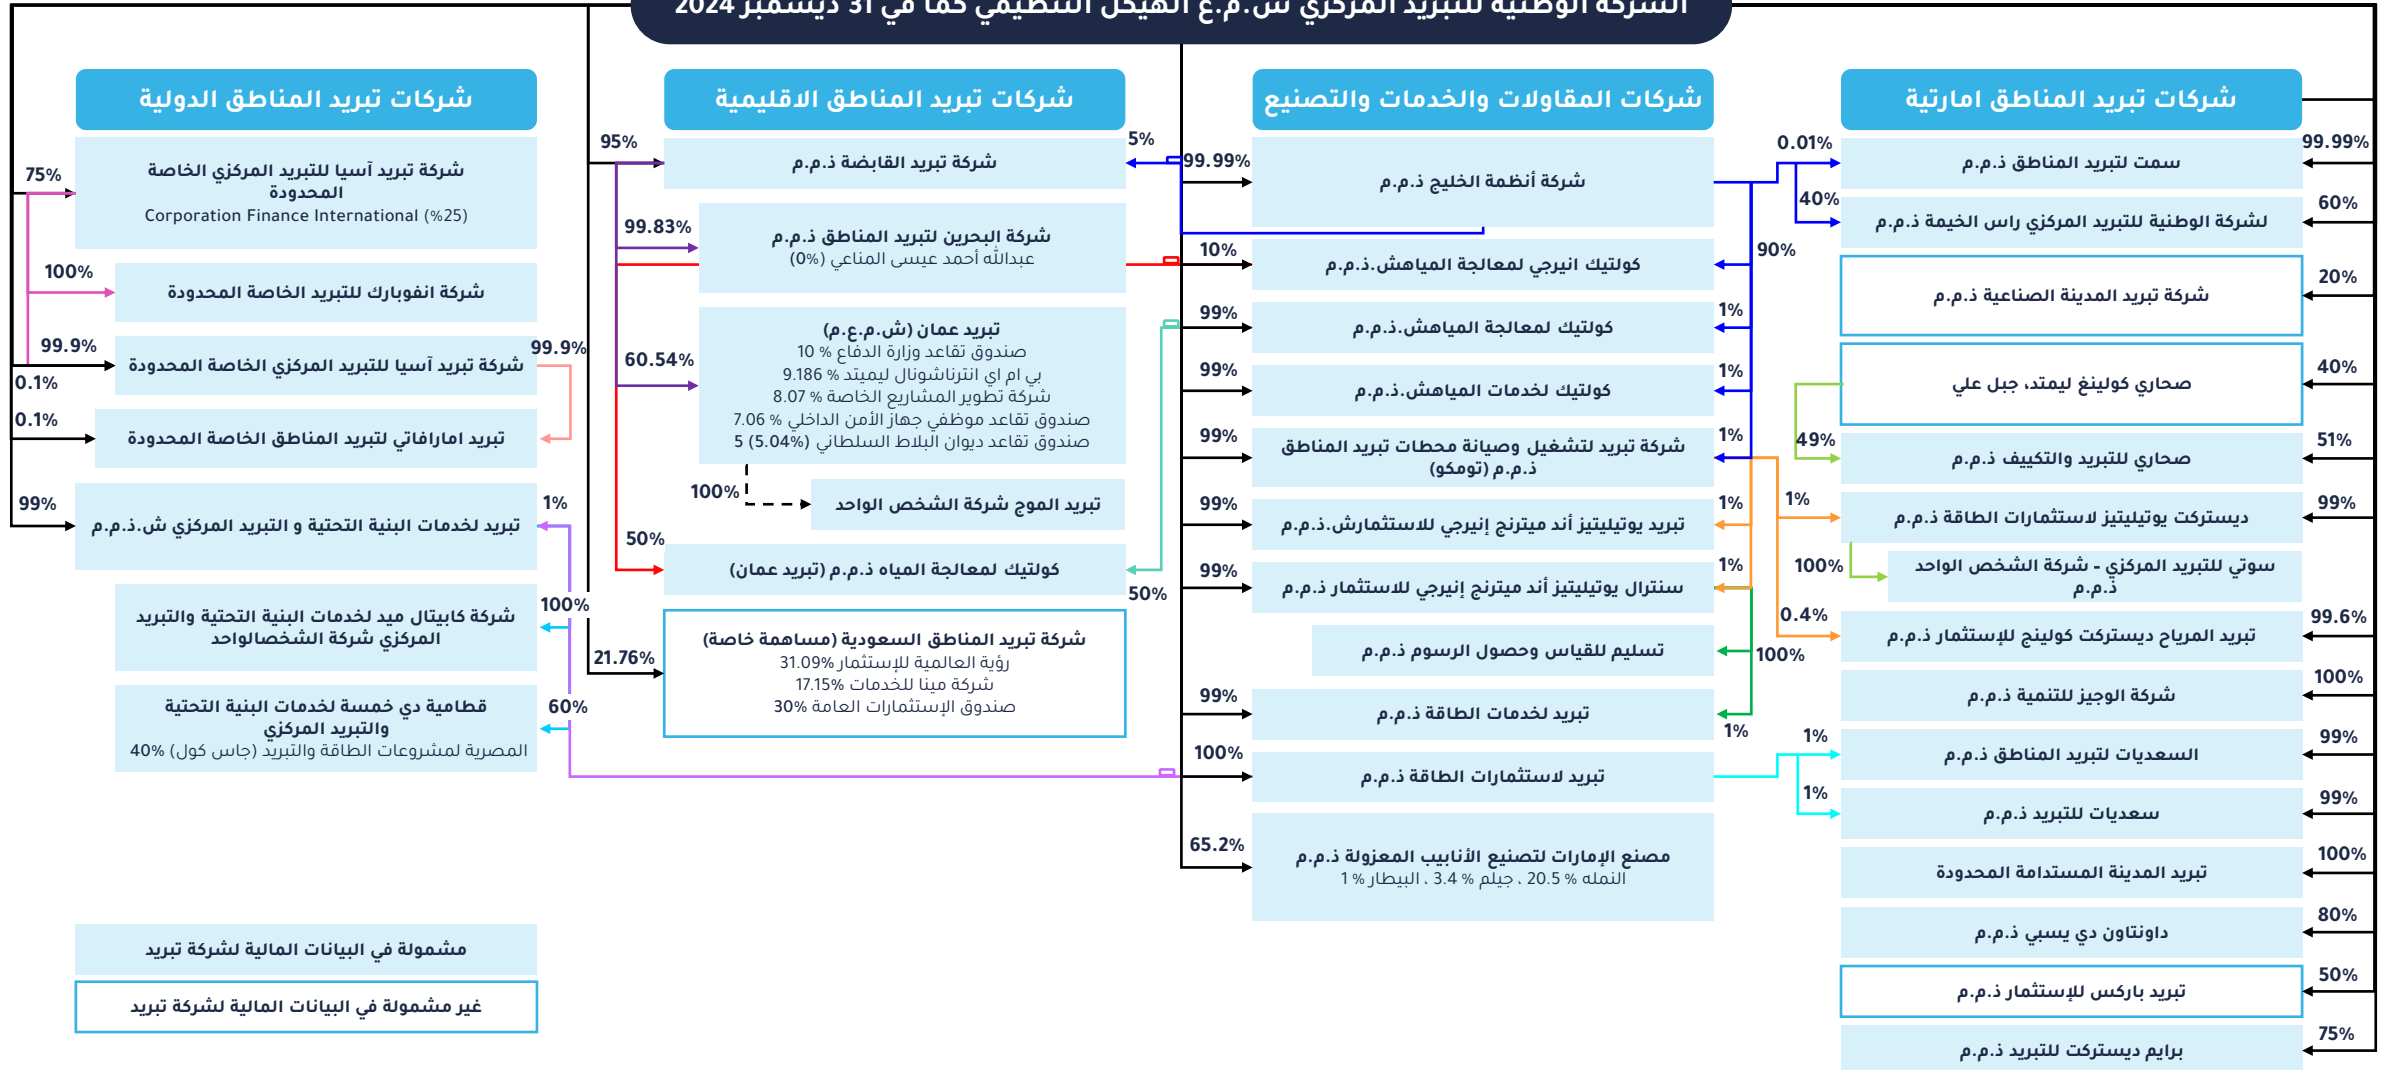 الشركة الوطنية للتبريد المركزي ش.م.ع الهيكل التنظيمي كما في 31 ديسمبر 2024
شركات تبريد المناطق اماراتية
99.99%
0.01%
سمت لتبريد المناطق ذ.م.م
60%
40%
لشركة الوطنية للتبريد المركزي راس الخيمة ذ.م.م
20%
شركة تبريد المدينة الصناعية ذ.م.م
40%
صحاري كولينغ ليمتد، جبل علي
51%
49%
صحاري للتبريد والتكييف ذ.م.م
99%
1%
ديستركت يوتيليتيز لاستثمارات الطاقة ذ.م.م
100%
سوتي للتبريد المركزي - شركة الشخص الواحد
ذ.م.م
99.6%
0.4%
تبريد المرياح ديستركت كولينج للإستثمار ذ.م.م
100%
شركة الوجيز للتنمية ذ.م.م
99%
1%
السعديات لتبريد المناطق ذ.م.م
99%
1%
سعديات للتبريد ذ.م.م
100%
تبريد المدينة المستدامة المحدودة
80%
داونتاون دي يسبي ذ.م.م
50%
تبريد باركس للإستثمار ذ.م.م
75%
برايم ديستركت للتبريد ذ.م.م
شركات المقاولات والخدمات والتصنيع
99.99%
شركة أنظمة الخليج ذ.م.م
90%
10%
كولتيك انيرجي لمعالجة المياهش.ذ.م.م
1%
99%
كولتيك لمعالجة المياهش.ذ.م.م
1%
99%
كولتيك لخدمات المياهش.ذ.م.م
1%
99%
شركة تبريد لتشغيل وصيانة محطات تبريد المناطق
ذ.م.م (تومكو)
1%
99%
تبريد يوتيليتيز أند ميترنج إنيرجي للاستثمارش.ذ.م.م
1%
99%
سنترال يوتيليتيز أند ميترنج إنيرجي للاستثمار ذ.م.م
100%
تسليم للقياس وحصول الرسوم ذ.م.م
99%
1%
تبريد لخدمات الطاقة ذ.م.م
100%
تبريد لاستثمارات الطاقة ذ.م.م
65.2%
مصنع الإمارات لتصنيع الأنابيب المعزولة ذ.م.م
النمله % 20.5 ، جيلم % 3.4 ، البيطار % 1
شركات تبريد المناطق الاقليمية
5%
95%
شركة تبريد القابضة ذ.م.م
99.83%
شركة البحرين لتبريد المناطق ذ.م.م
عبدالله أحمد عيسى المناعي (%0)
60.54%
تبريد عمان (ش.م.ع.م)
صندوق تقاعد وزارة الدفاع % 10
بي ام اي انترناشونال ليميتد % 9.186
شركة تطوير المشاريع الخاصة % 8.07
صندوق تقاعد موظفي جهاز الأمن الداخلي % 7.06
صندوق تقاعد ديوان البلاط السلطاني (5.04%) 5
100%
تبريد الموج شركة الشخص الواحد
50%
50%
كولتيك لمعالجة المياه ذ.م.م (تبريد عمان)
21.76%
شركة تبريد المناطق السعودية (مساهمة خاصة)
رؤية العالمية للإستثمار %31.09
شركة مينا للخدمات %17.15
صندوق الإستثمارات العامة %30
شركات تبريد المناطق الدولية
75%
شركة تبريد آسيا للتبريد المركزي الخاصة
المحدودة
Corporation Finance International (%25)
100%
شركة انفوبارك للتبريد الخاصة المحدودة
99.9%
0.1%
شركة تبريد آسيا للتبريد المركزي الخاصة المحدودة
99.9%
0.1%
تبريد امارافاتي لتبريد المناطق الخاصة المحدودة
99%
1%
تبريد لخدمات البنية التحتية و التبريد المركزي ش.ذ.م.م
100%
شركة كابيتال ميد لخدمات البنية التحتية والتبريد
المركزي شركة الشخصالواحد
60%
قطامية دي خمسة لخدمات البنية التحتية
والتبريد المركزي
المصرية لمشروعات الطاقة والتبريد (جاس كول) %40
مشمولة في البيانات المالية لشركة تبريد
غير مشمولة في البيانات المالية لشركة تبريد